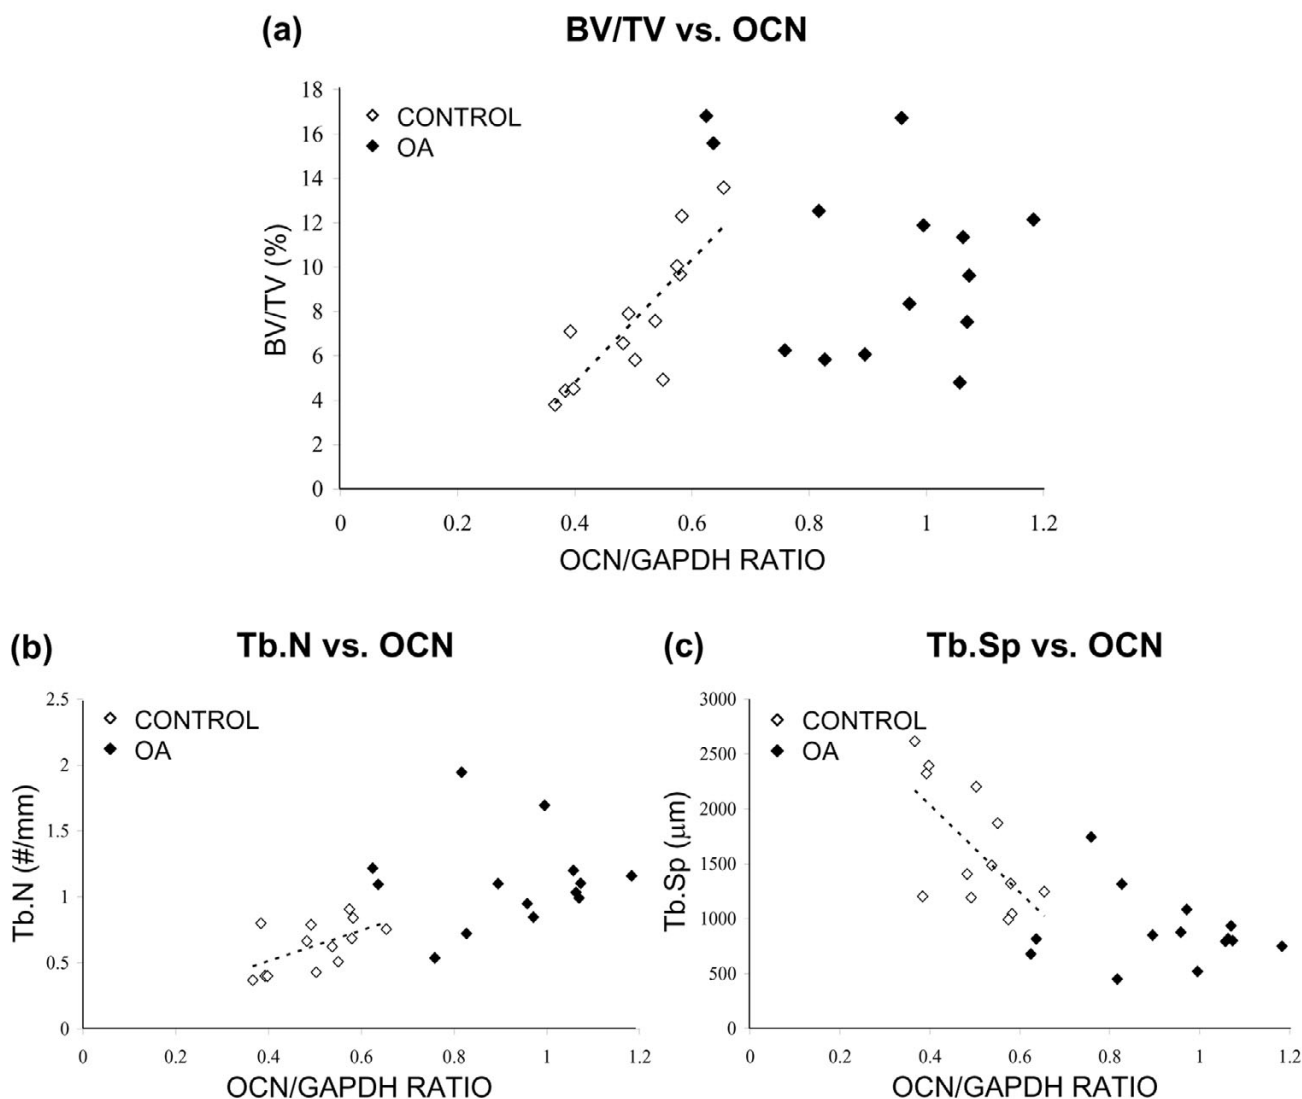 (a) BV/TV vs. OCN
18
CONTROL
16
OA
14
12
BV/TV (%)
10
8
6
4
2
0
0 0.2 0.4 0.6 0.8 1 1.2
OCN/GAPDH RATIO
(b) Tb.N vs. OCN
2.5
CONTROL
OA
2
Tb.N (#/mm)
1.5
1
0.5
0
0 0.2 0.4 0.6 0.8 1 1.2
OCN/GAPDH RATIO
(c) Tb.Sp vs. OCN
3000
CONTROL
OA
2500
2000
Tb.Sp (μm)
1500
1000
500
0
0 0.2 0.4 0.6 0.8 1 1.2
OCN/GAPDH RATIO